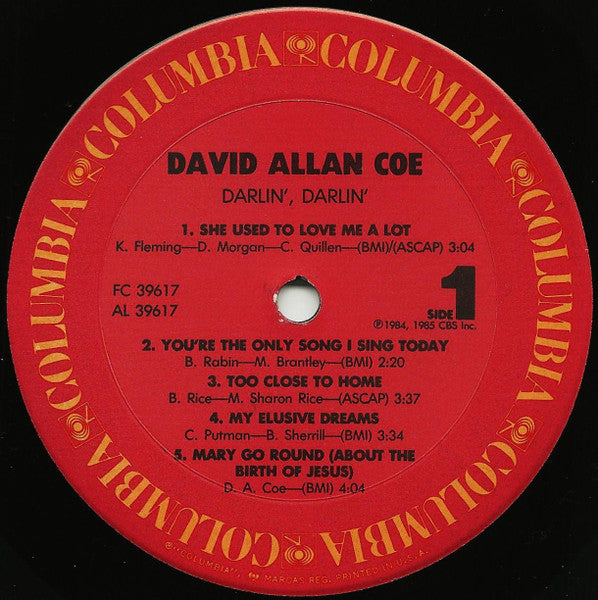 COLUMBIA COLUMBIA COLUMBIA COLUMBIA COLUMBIA COLUMBIA
DAVID ALLAN COE
DARLIN', DARLIN'
1. SHE USED TO LOVE ME A LOT
K. Fleming—D. Morgan—C. Quillen—(BMI)/(ASCAP) 3:04
FC 39617
AL 39617
SIDE 1
℗1984, 1985 CBS Inc.
2. YOU'RE THE ONLY SONG I SING TODAY
B. Rabin—M. Brantley—(BMI) 2:20
3. TOO CLOSE TO HOME
B. Rice—M. Sharon Rice—(ASCAP) 3:37
4. MY ELUSIVE DREAMS
C. Putman—B. Sherrill—(BMI) 3:34
5. MARY GO ROUND (ABOUT THE
BIRTH OF JESUS)
D. A. Coe—(BMI) 4:04
®"COLUMBIA", MARCAS REG. PRINTED IN U.S.A.